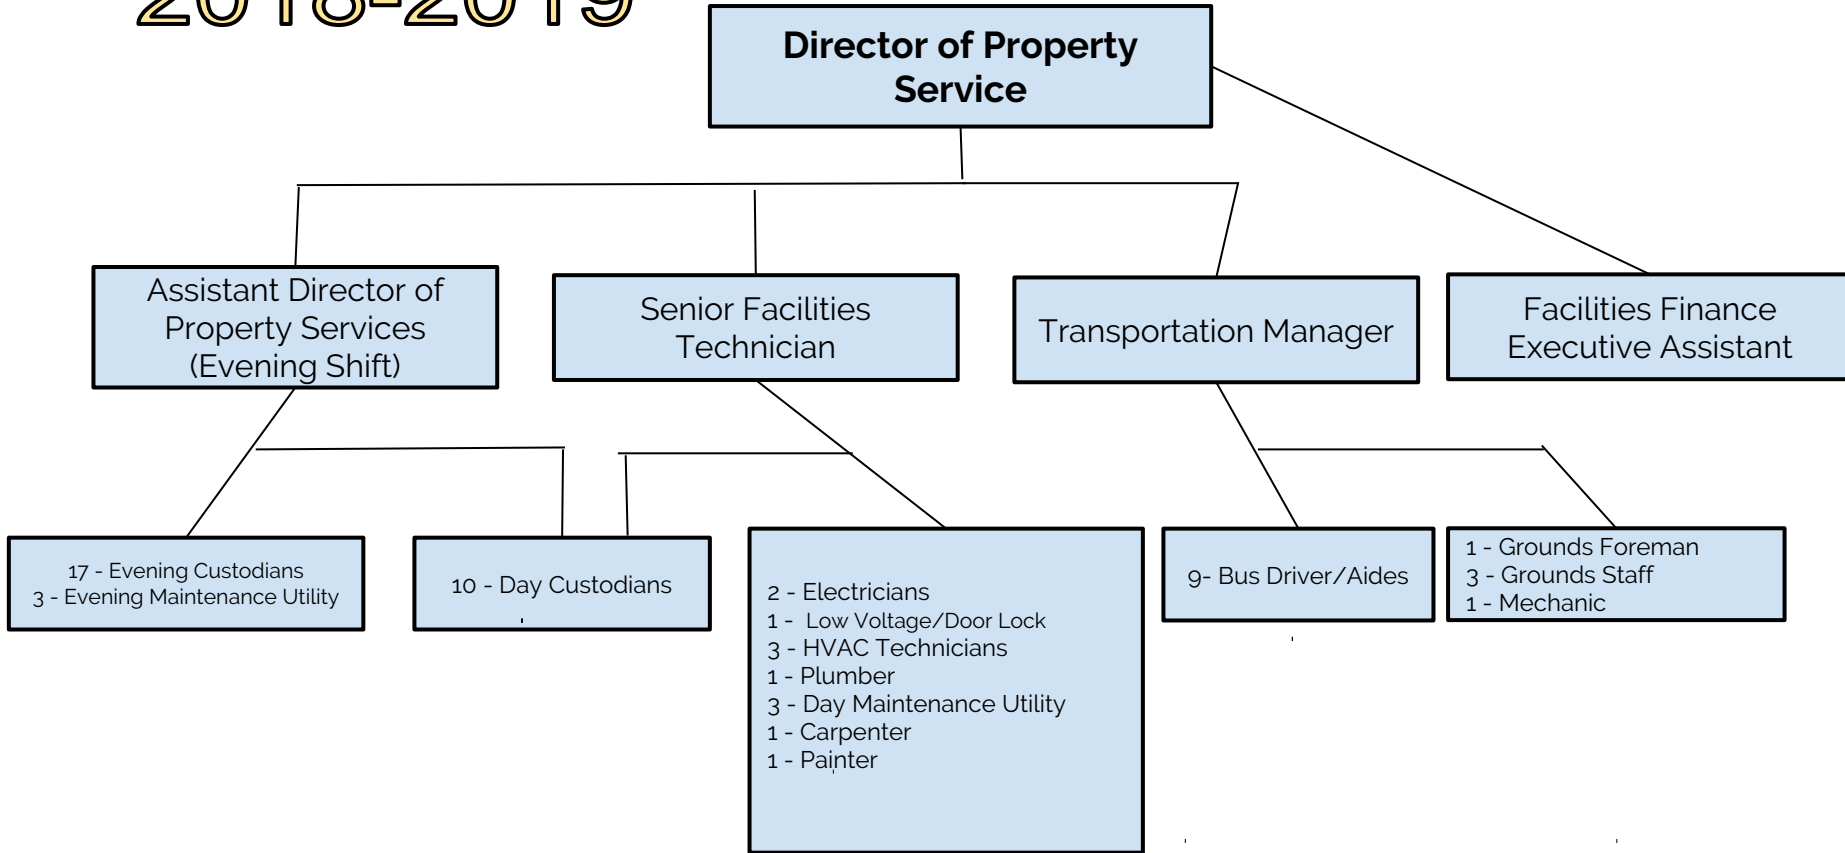 2018-2019
Director of Property
Service
Assistant Director of
Property Services
(Evening Shift)
Senior Facilities
Technician
Transportation Manager
Facilities Finance
Executive Assistant
17 - Evening Custodians
3 - Evening Maintenance Utility
10 - Day Custodians
2 - Electricians
1 - Low Voltage/Door Lock
3 - HVAC Technicians
1 - Plumber
3 - Day Maintenance Utility
1 - Carpenter
1 - Painter
9- Bus Driver/Aides
1 - Grounds Foreman
3 - Grounds Staff
1 - Mechanic